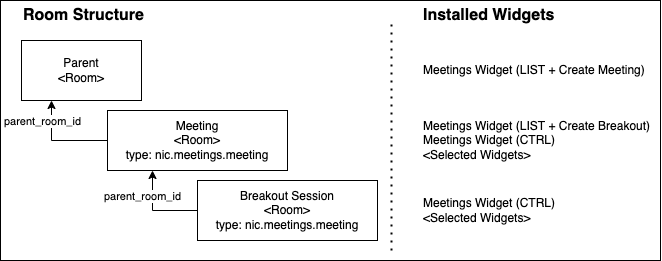 Room Structure
Installed Widgets
Parent
<Room>
Meetings Widget (LIST + Create Meeting)
parent_room_id
Meeting
<Room>
type: nic.meetings.meeting
Meetings Widget (LIST + Create Breakout)
Meetings Widget (CTRL)
<Selected Widgets>
parent_room_id
Breakout Session
<Room>
type: nic.meetings.meeting
Meetings Widget (CTRL)
<Selected Widgets>